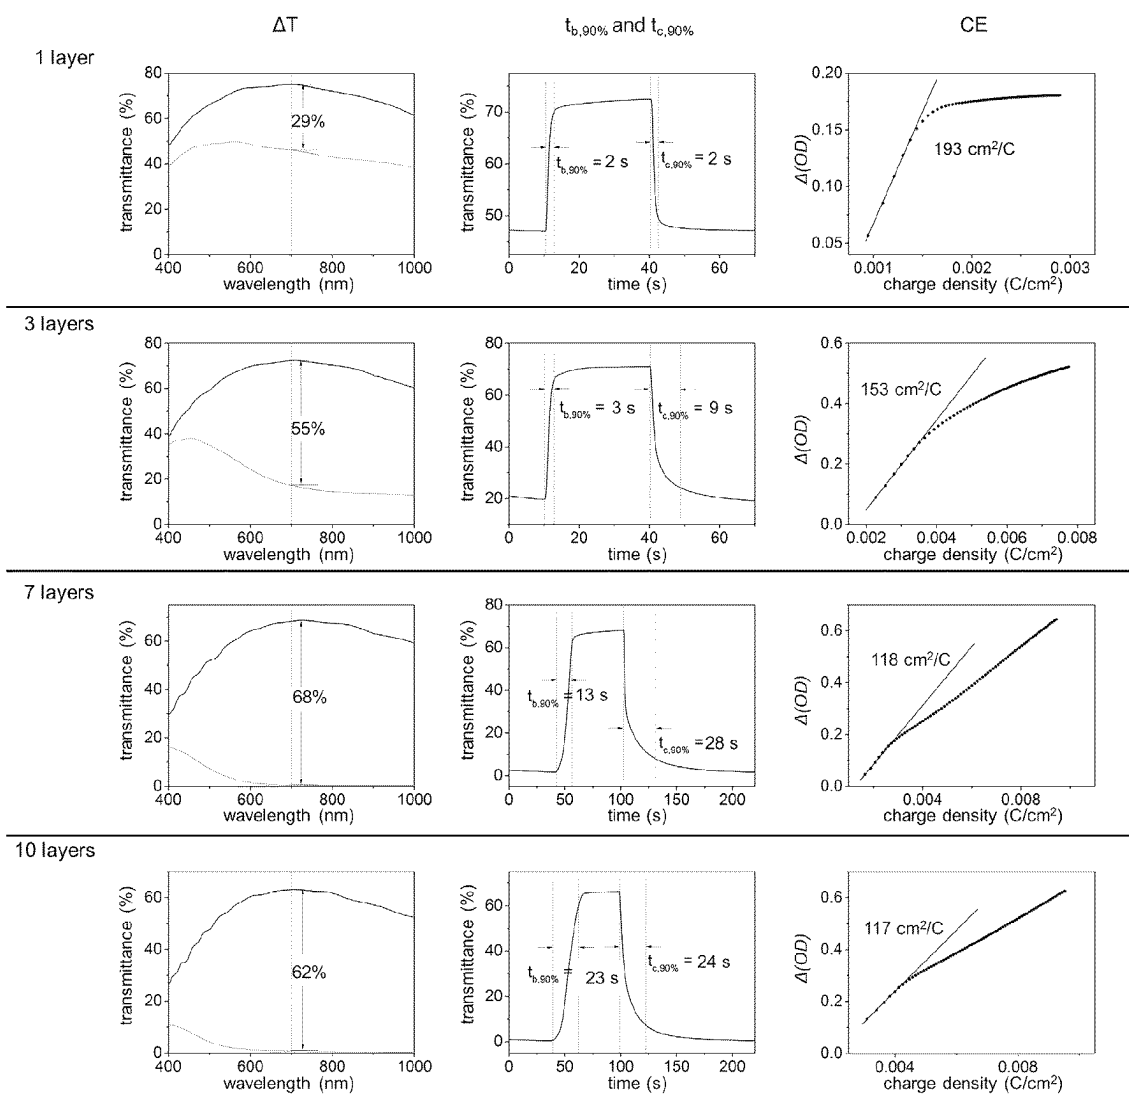 ΔT
t_b,90% and t_c,90%
CE
1 layer
80
60
40
20
0
transmittance (%)
29%
400
600
800
1000
wavelength (nm)
70
60
50
transmittance (%)
t_b,90% = 2 s
t_c,90% = 2 s
0
20
40
60
time (s)
0.20
0.15
0.10
0.05
Δ(OD)
193 cm²/C
0.001
0.002
0.003
charge density (C/cm²)
3 layers
80
60
40
20
0
transmittance (%)
55%
400
600
800
1000
wavelength (nm)
80
60
40
20
transmittance (%)
t_b,90% = 3 s
t_c,90% = 9 s
0
20
40
60
time (s)
0.6
0.4
0.2
0.0
Δ(OD)
153 cm²/C
0.002
0.004
0.006
0.008
charge density (C/cm²)
7 layers
60
40
20
0
transmittance (%)
68%
400
600
800
1000
wavelength (nm)
80
60
40
20
0
transmittance (%)
t_b,90% = 13 s
t_c,90% = 28 s
0
50
100
150
200
time (s)
0.6
0.4
0.2
0.0
Δ(OD)
118 cm²/C
0.004
0.008
charge density (C/cm²)
10 layers
60
40
20
0
transmittance (%)
62%
400
600
800
1000
wavelength (nm)
60
40
20
0
transmittance (%)
t_b,90% = 23 s
t_c,90% = 24 s
0
50
100
150
200
time (s)
0.6
0.4
0.2
0.0
Δ(OD)
117 cm²/C
0.004
0.008
charge density (C/cm²)